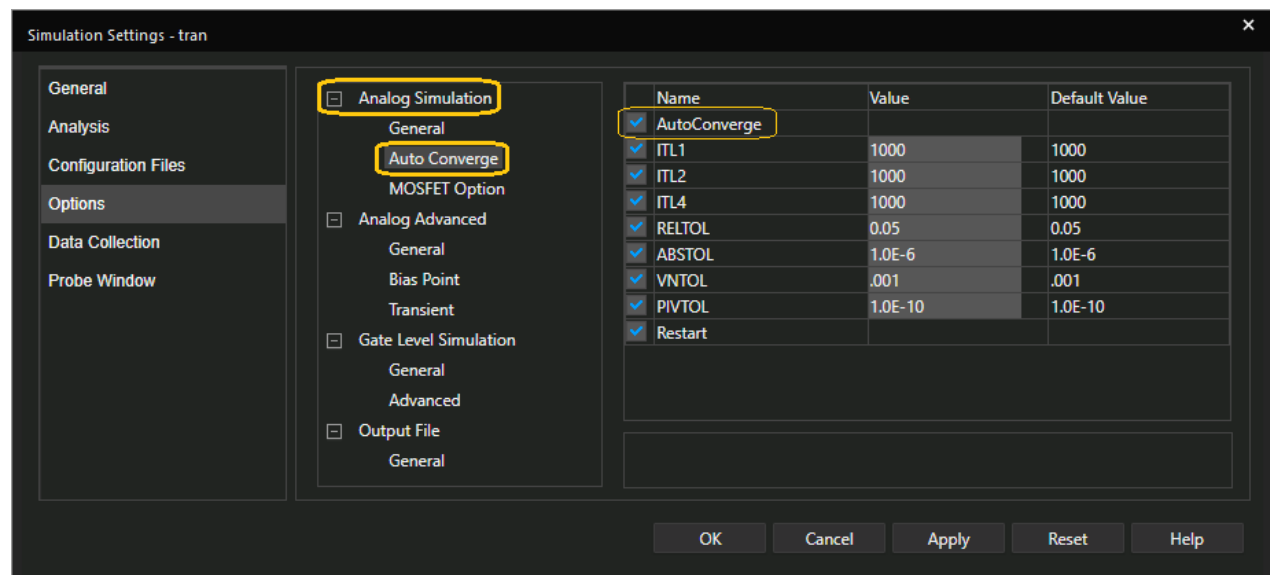 Simulation Settings - tran
×
General
Analysis
Configuration Files
Options
Data Collection
Probe Window
Analog Simulation
General
Auto Converge
MOSFET Option
Analog Advanced
General
Bias Point
Transient
Gate Level Simulation
General
Advanced
Output File
General
Name Value Default Value
AutoConverge
ITL1 1000 1000
ITL2 1000 1000
ITL4 1000 1000
RELTOL 0.05 0.05
ABSTOL 1.0E-6 1.0E-6
VNTOL .001 .001
PIVTOL 1.0E-10 1.0E-10
Restart
OK Cancel Apply Reset Help